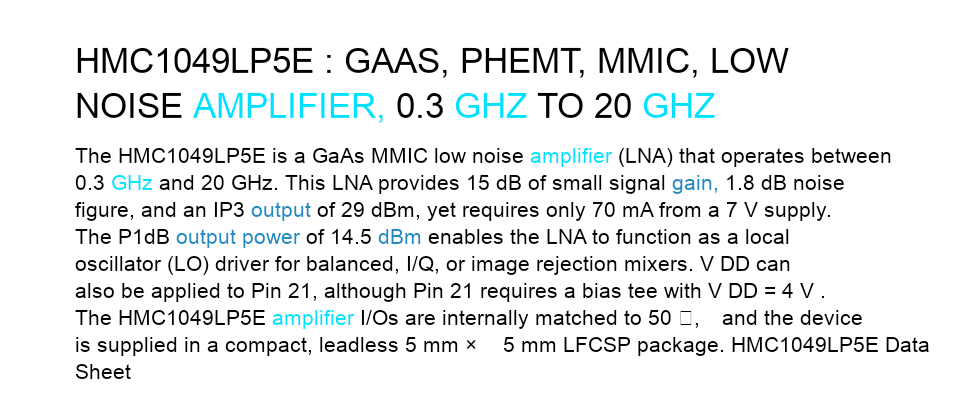 HMC1049LP5E : GAAS, PHEMT, MMIC, LOW
NOISE AMPLIFIER, 0.3 GHZ TO 20 GHZ
The HMC1049LP5E is a GaAs MMIC low noise amplifier (LNA) that operates between
0.3 GHz and 20 GHz. This LNA provides 15 dB of small signal gain, 1.8 dB noise
figure, and an IP3 output of 29 dBm, yet requires only 70 mA from a 7 V supply.
The P1dB output power of 14.5 dBm enables the LNA to function as a local
oscillator (LO) driver for balanced, I/Q, or image rejection mixers. V DD can
also be applied to Pin 21, although Pin 21 requires a bias tee with V DD = 4 V .
The HMC1049LP5E amplifier I/Os are internally matched to 50 □, and the device
is supplied in a compact, leadless 5 mm × 5 mm LFCSP package. HMC1049LP5E Data
Sheet